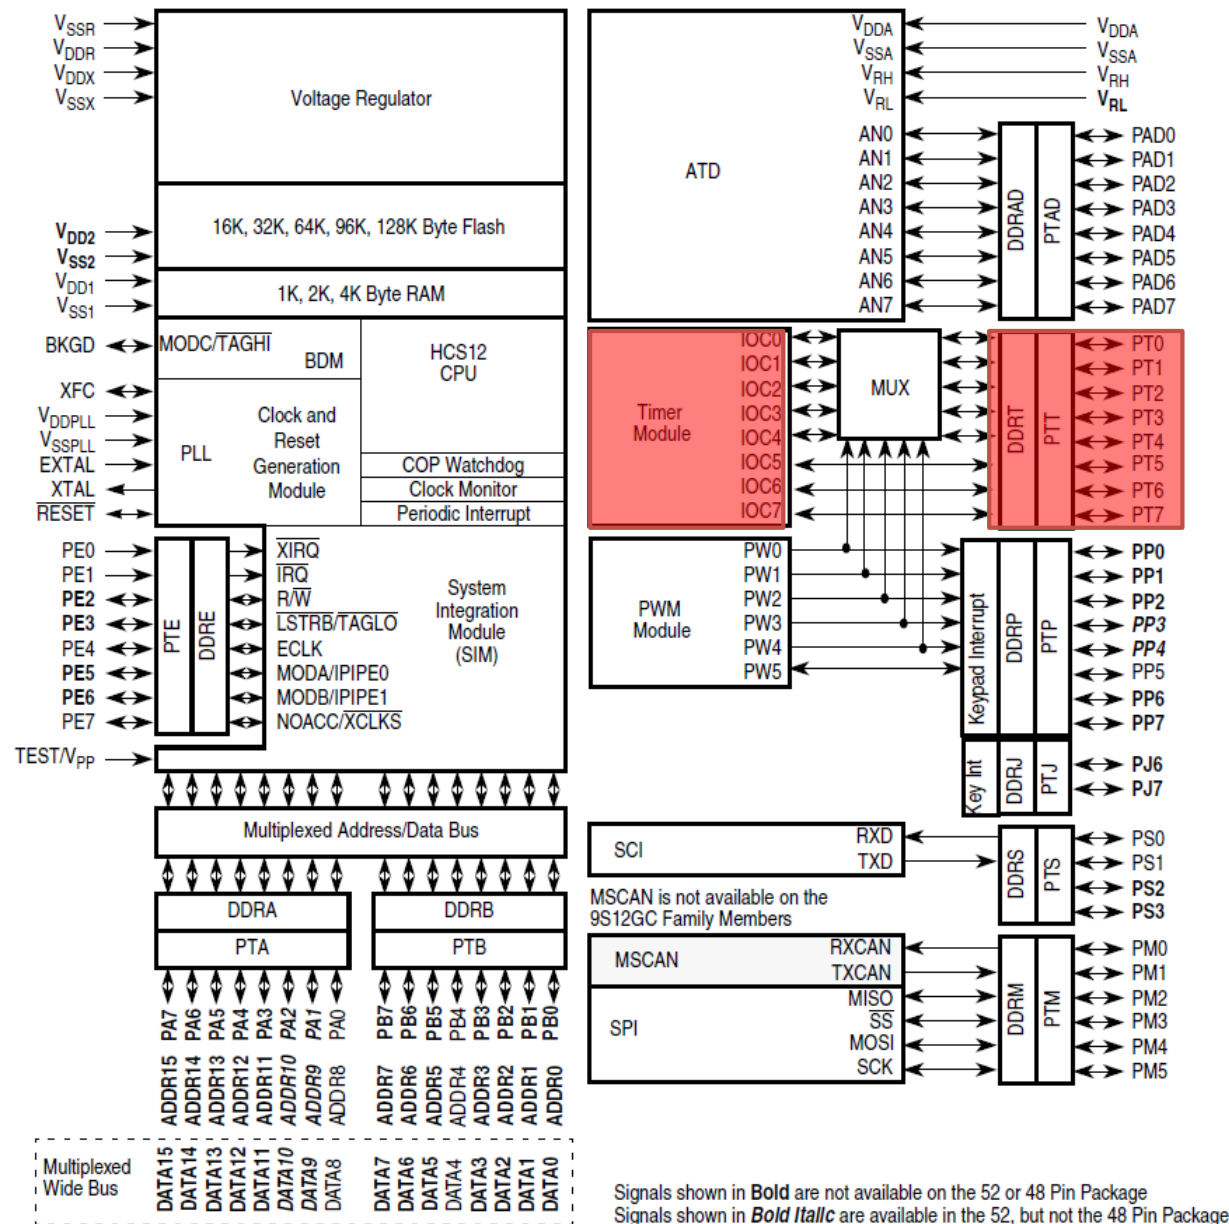 VSSR
VDDR
VDDX
VSSX
Voltage Regulator
16K, 32K, 64K, 96K, 128K Byte Flash
VDD2
VSS2
1K, 2K, 4K Byte RAM
VDD1
VSS1
BKGD
MODC/TAGHI
BDM
HCS12
CPU
XFC
VDDPLL
VSSPLL
EXTAL
XTAL
RESET
PLL
Clock and
Reset
Generation
Module
COP Watchdog
Clock Monitor
Periodic Interrupt
PE0
PE1
PE2
PE3
PE4
PE5
PE6
PE7
TEST/VPP
PTE
DDRE
XIRQ
IRQ
R/W
LSTRB/TAGLO
ECLK
MODA/IPIPE0
MODB/IPIPE1
NOACC/XCLKS
System
Integration
Module
(SIM)
Multiplexed Address/Data Bus
DDRA
PTA
DDRB
PTB
PA7
PA6
PA5
PA4
PA3
PA2
PA1
PA0
PB7
PB6
PB5
PB4
PB3
PB2
PB1
PB0
ADDR15
ADDR14
ADDR13
ADDR12
ADDR11
ADDR10
ADDR9
ADDR8
ADDR7
ADDR6
ADDR5
ADDR4
ADDR3
ADDR2
ADDR1
ADDR0
Multiplexed
Wide Bus
DATA15
DATA14
DATA13
DATA12
DATA11
DATA10
DATA9
DATA8
DATA7
DATA6
DATA5
DATA4
DATA3
DATA2
DATA1
DATA0
ATD
VDDA
VSSA
VRH
VRL
VDDA
VSSA
VRH
VRL
AN0
AN1
AN2
AN3
AN4
AN5
AN6
AN7
DDRAD
PTAD
PAD0
PAD1
PAD2
PAD3
PAD4
PAD5
PAD6
PAD7
Timer
Module
IOC0
IOC1
IOC2
IOC3
IOC4
IOC5
IOC6
IOC7
MUX
DDRT
PTT
PT0
PT1
PT2
PT3
PT4
PT5
PT6
PT7
PWM
Module
PW0
PW1
PW2
PW3
PW4
PW5
Keypad Interrupt
DDRP
PTP
PP0
PP1
PP2
PP3
PP4
PP5
PP6
PP7
Key Int
DDRJ
PTJ
PJ6
PJ7
SCI
RXD
TXD
DDRS
PTS
PS0
PS1
PS2
PS3
MSCAN is not available on the
9S12GC Family Members
MSCAN
RXCAN
TXCAN
SPI
MISO
SS
MOSI
SCK
DDRM
PTM
PM0
PM1
PM2
PM3
PM4
PM5
Signals shown in Bold are not available on the 52 or 48 Pin Package
Signals shown in Bold Italic are available in the 52, but not the 48 Pin Package